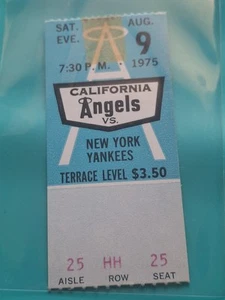 SAT. AUG.
EVE. 9
7:30 P.M. • 1975
CALIFORNIA
Angels
VS.
NEW YORK
YANKEES
TERRACE LEVEL $3.50
25 HH 25
AISLE ROW SEAT